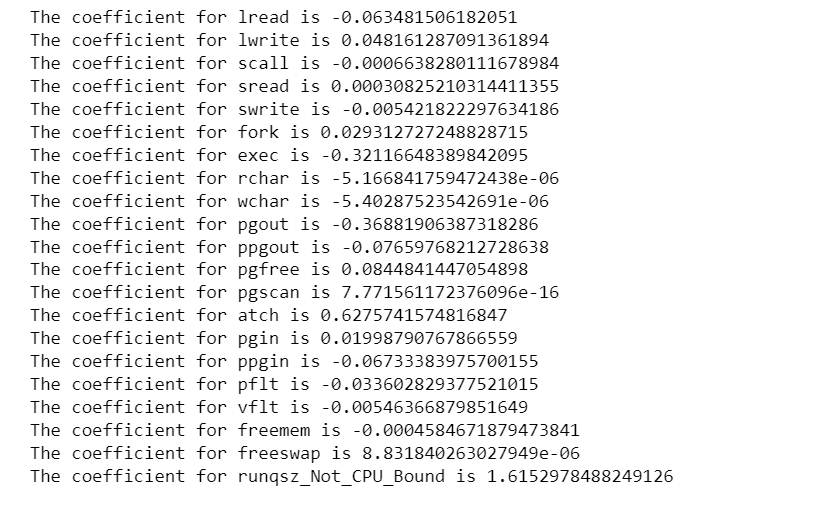 The coefficient for lread is -0.063481506182051
The coefficient for lwrite is 0.048161287091361894
The coefficient for scall is -0.0006638280111678984
The coefficient for sread is 0.00030825210314411355
The coefficient for swrite is -0.005421822297634186
The coefficient for fork is 0.029312727248828715
The coefficient for exec is -0.32116648389842095
The coefficient for rchar is -5.166841759472438e-06
The coefficient for wchar is -5.40287523542691e-06
The coefficient for pgout is -0.36881906387318286
The coefficient for ppgout is -0.07659768212728638
The coefficient for pgfree is 0.0844841447054898
The coefficient for pgscan is 7.771561172376096e-16
The coefficient for atch is 0.6275741574816847
The coefficient for pgin is 0.01998790767866559
The coefficient for ppgin is -0.06733383975700155
The coefficient for pflt is -0.033602829377521015
The coefficient for vflt is -0.00546366879851649
The coefficient for freemem is -0.0004584671879473841
The coefficient for freeswap is 8.831840263027949e-06
The coefficient for runqsz_Not_CPU_Bound is 1.6152978488249126